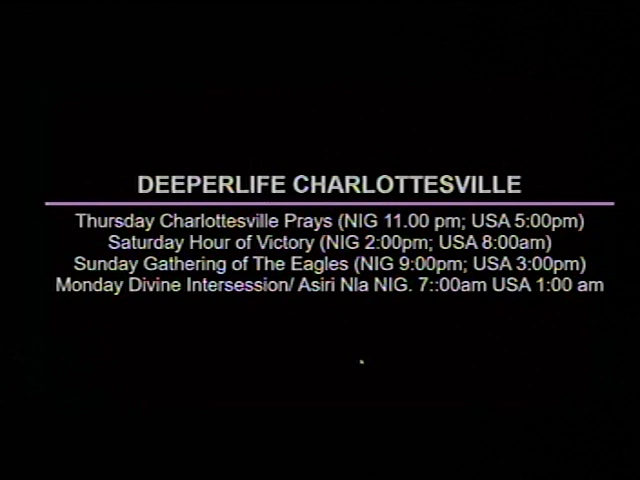 DEEPERLIFE CHARLOTTESVILLE
Thursday Charlottesville Prays (NIG 11.00 pm; USA 5:00pm)
Saturday Hour of Victory (NIG 2:00pm; USA 8:00am)
Sunday Gathering of The Eagles (NIG 9:00pm; USA 3:00pm)
Monday Divine Intersession/ Asiri Nla NIG. 7::00am USA 1:00 am